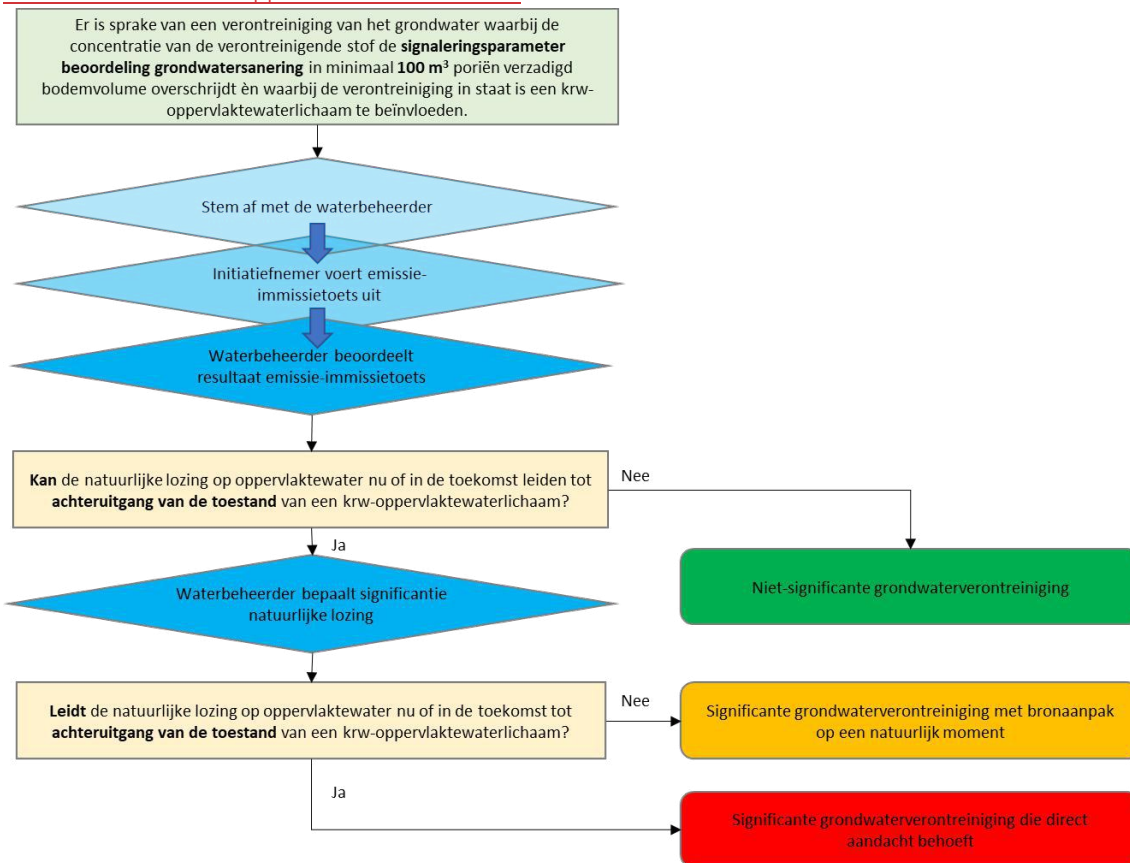 Er is sprake van een verontreiniging van het grondwater waarbij de
concentratie van de verontreinigende stof de signaleringsparameter
beoordeling grondwatersanering in minimaal 100 m³ poriën verzadigd
bodemvolume overschrijdt èn waarbij de verontreiniging in staat is een krw-
oppervlaktewaterlichaam te beïnvloeden.
Stem af met de waterbeheerder
Initiatiefnemer voert emissie-
immissietoets uit
Waterbeheerder beoordeelt
resultaat emissie-immissietoets
Kan de natuurlijke lozing op oppervlaktewater nu of in de toekomst leiden tot
achteruitgang van de toestand van een krw-oppervlaktewaterlichaam?
Nee
Ja
Niet-significante grondwaterverontreiniging
Waterbeheerder bepaalt significantie
natuurlijke lozing
Leidt de natuurlijke lozing op oppervlaktewater nu of in de toekomst tot
achteruitgang van de toestand van een krw-oppervlaktewaterlichaam?
Nee
Significante grondwaterverontreiniging met bronaanpak
op een natuurlijk moment
Ja
Significante grondwaterverontreiniging die direct
aandacht behoeft